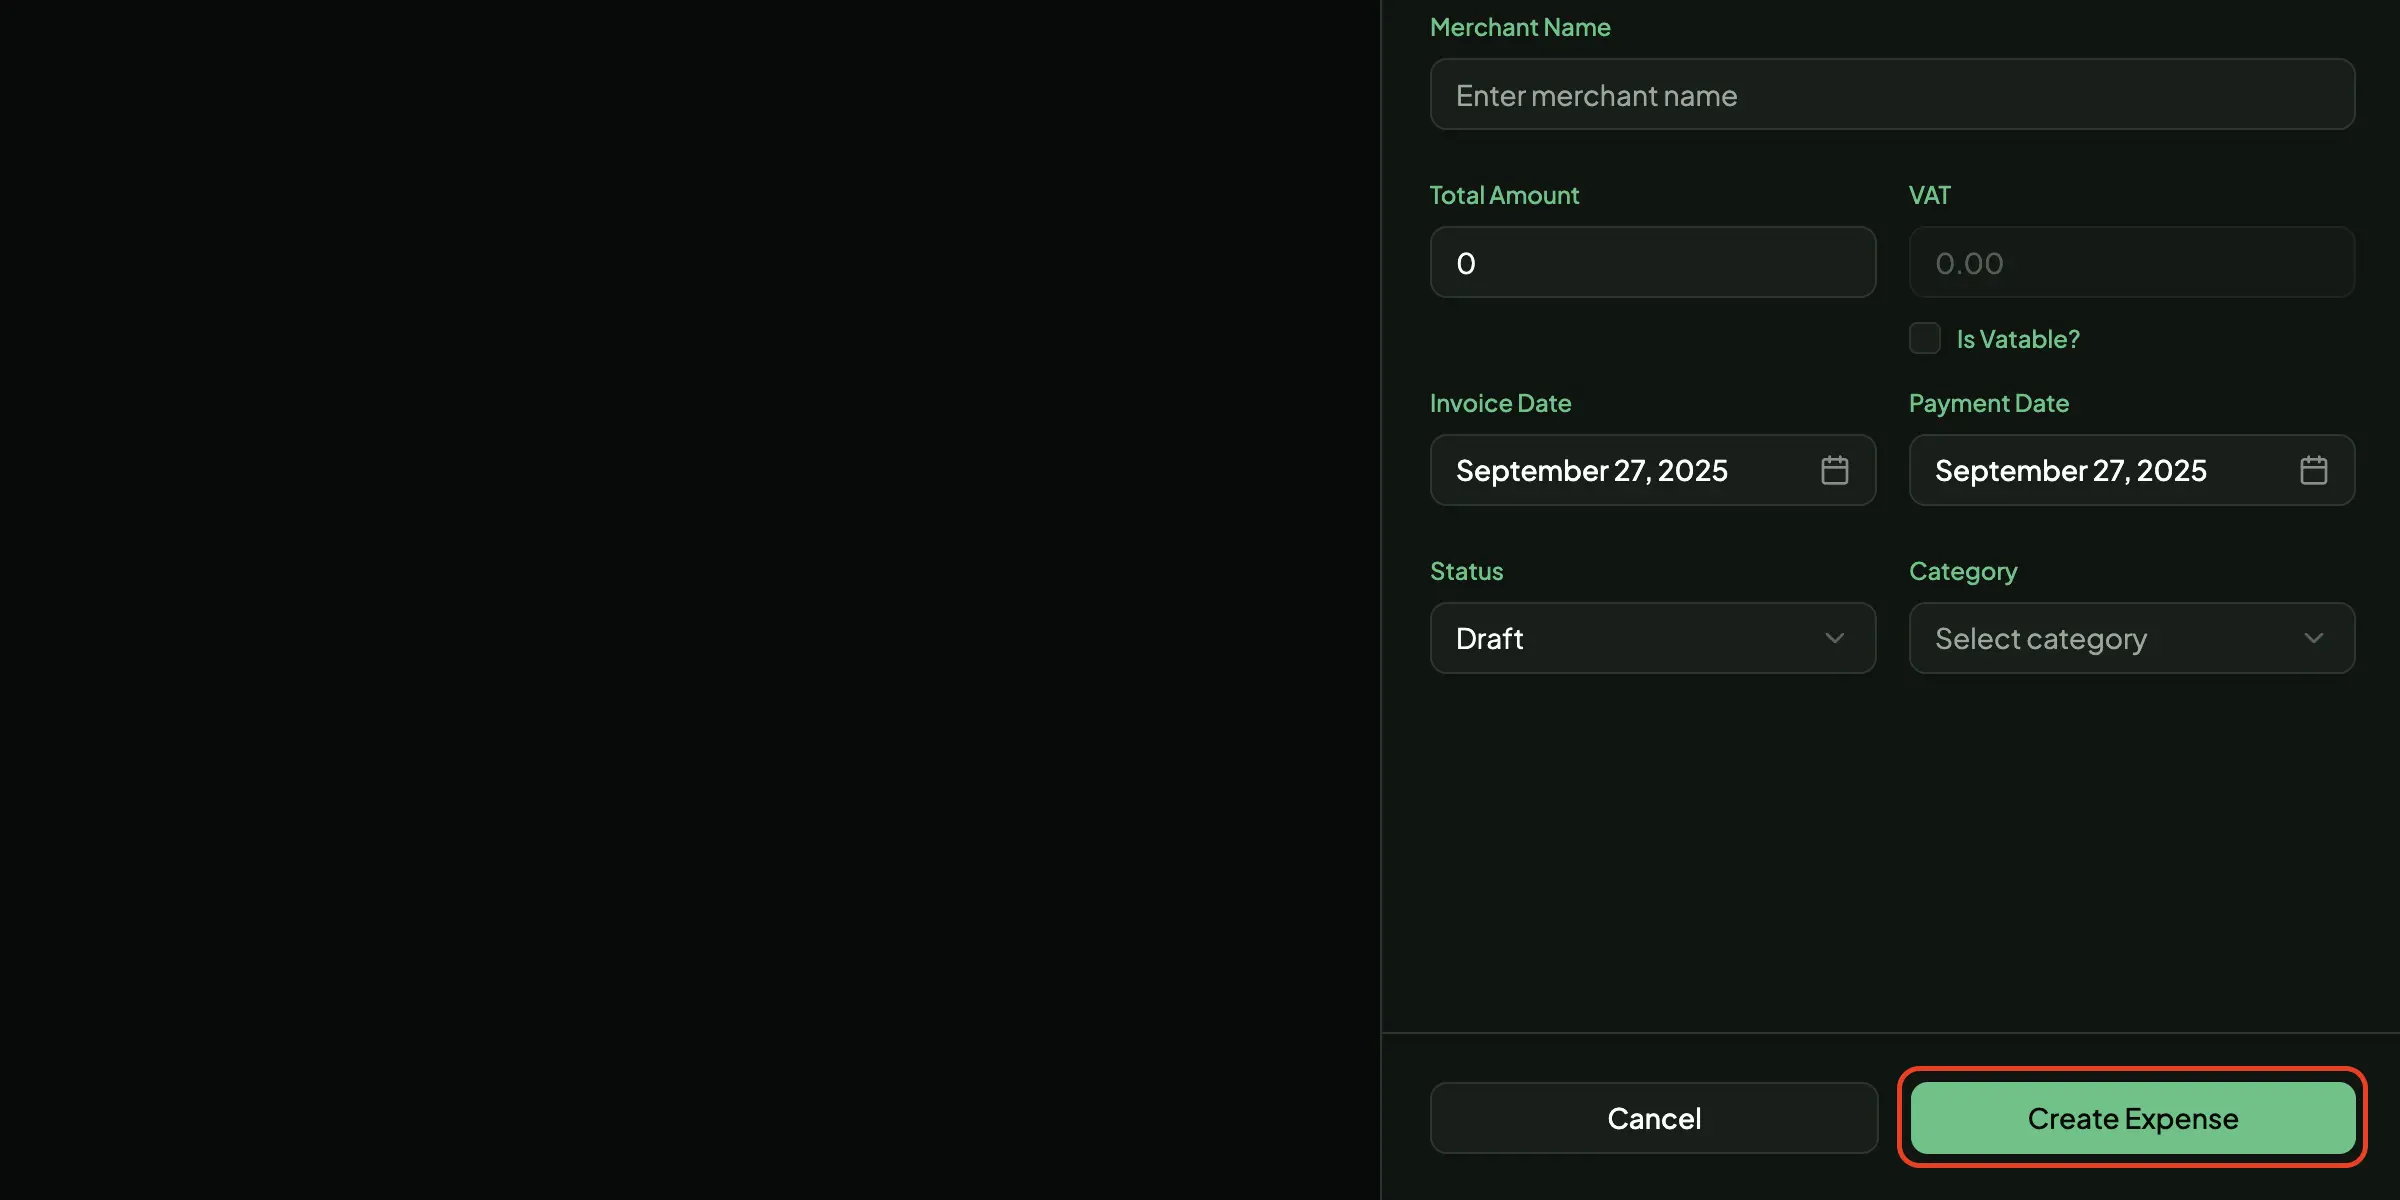 Merchant Name
Enter merchant name
Total Amount
VAT
0
0.00
Is Vatable?
Invoice Date
Payment Date
September 27, 2025
September 27, 2025
Status
Category
Draft
Select category
Cancel
Create Expense